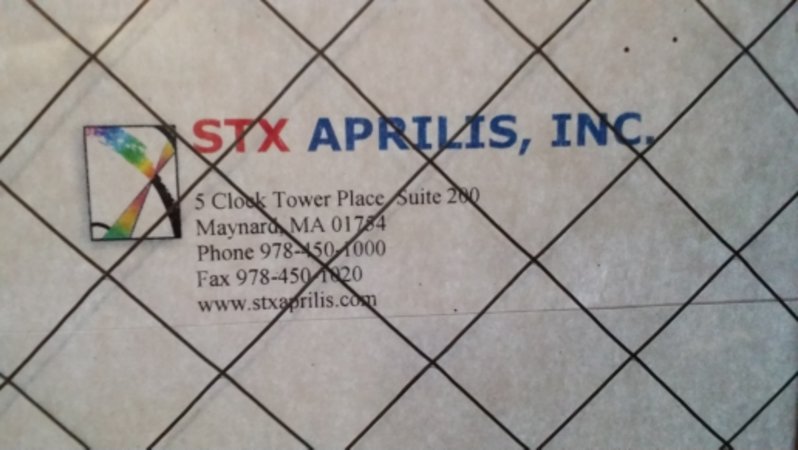 STX APRILIS, INC.
5 Clock Tower Place, Suite 200
Maynard, MA 01754
Phone 978-450-1000
Fax 978-450-1020
www.stxaprilis.com